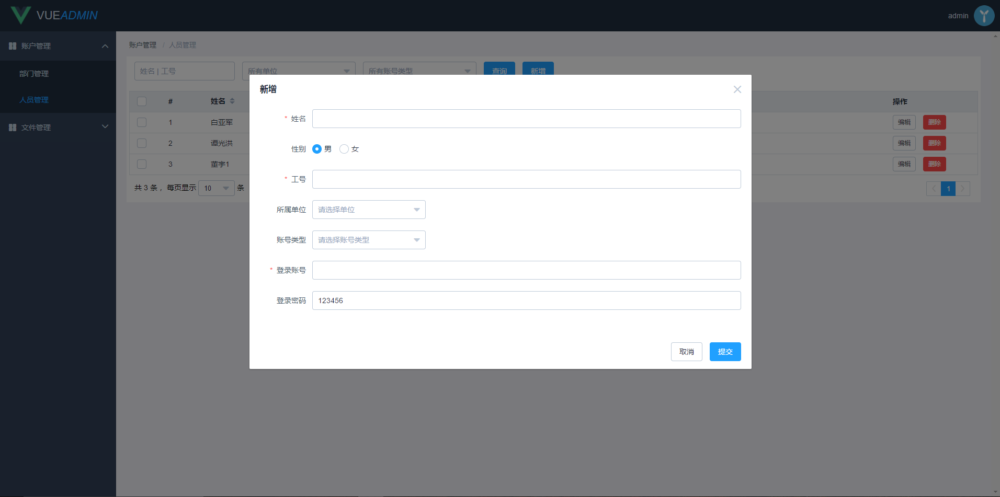 VUEADMIN
admin
账户管理
部门管理
人员管理
文件管理
账户管理 / 人员管理
姓名 | 工号 所有单位 所有账号类型 查询 新增
# 姓名 操作
1 白亚军 编辑 删除
2 谭光洪 编辑 删除
3 董宇1 编辑 删除
共 3 条 ，每页显示 10 条 1
新增
* 姓名
性别 男 女
* 工号
所属单位 请选择单位
账号类型 请选择账号类型
* 登录账号
登录密码 123456
取消 提交